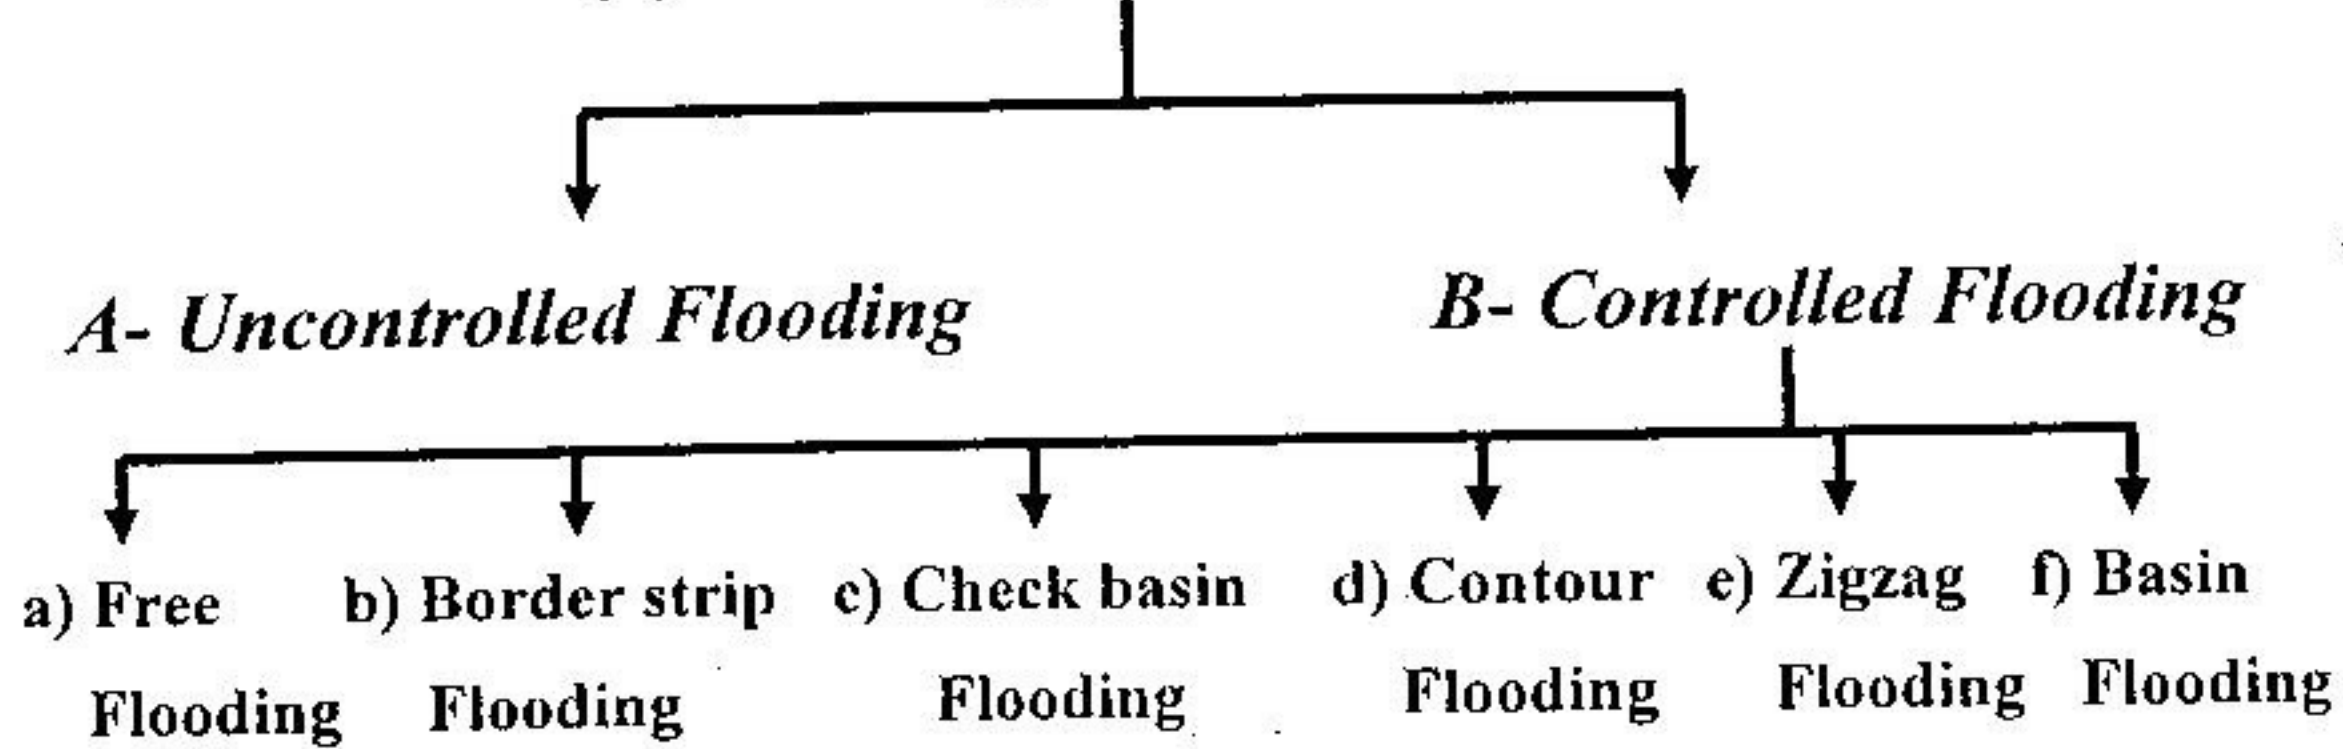 A- Uncontrolled Flooding
B- Controlled Flooding
a) Free Flooding
b) Border strip Flooding
c) Check basin Flooding
d) Contour Flooding
e) Zigzag Flooding
f) Basin Flooding